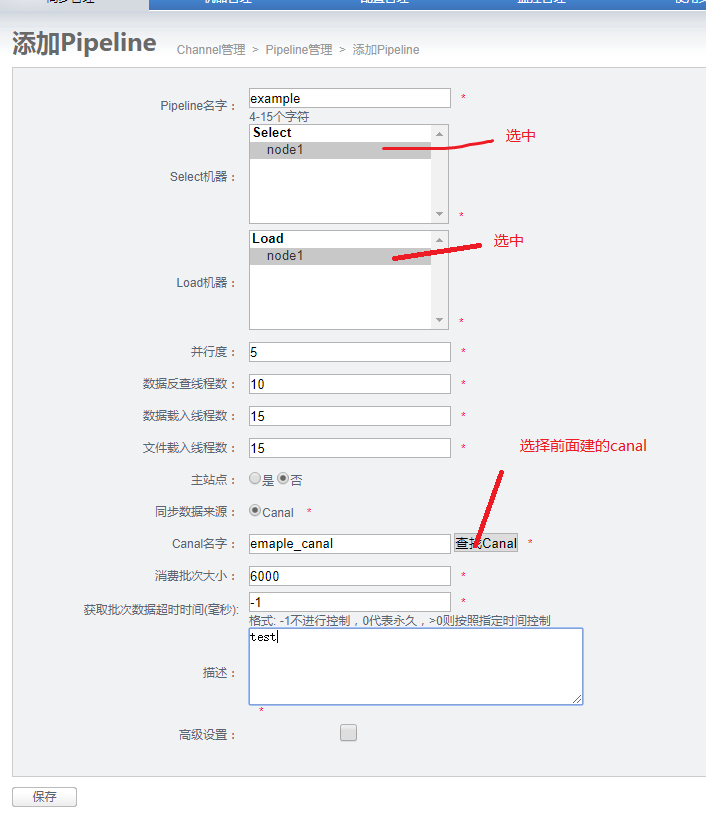 添加Pipeline
Channel管理 > Pipeline管理 > 添加Pipeline
Pipeline名字： example *
4-15个字符
Select机器： Select
node1 *
选中
Load机器： Load
node1 *
选中
并行度： 5 *
数据反查线程数： 10 *
数据载入线程数： 15 *
文件载入线程数： 15 *
选择前面建的canal
主站点： 是 否
同步数据来源： Canal *
Canal名字： emaple_canal 查找Canal *
消费批次大小： 6000 *
获取批次数据超时时间(毫秒): -1 *
格式: -1不进行控制，0代表永久，>0则按照指定时间控制
描述： test
*
高级设置：
保存